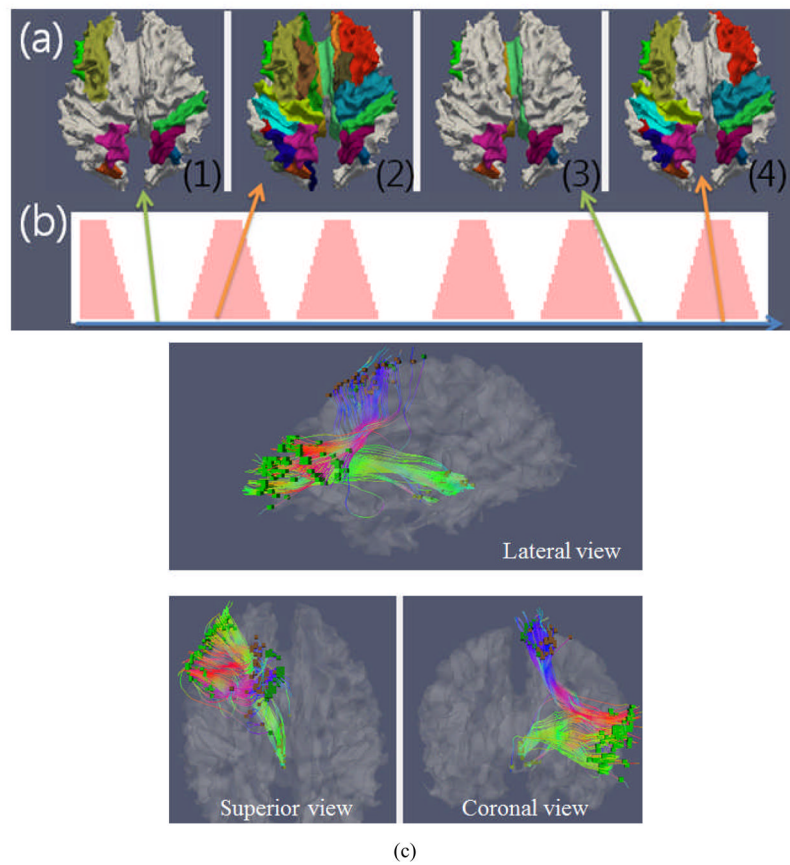 (a)
(1)
(2)
(3)
(4)
(b)
Lateral view
Superior view
Coronal view
(c)